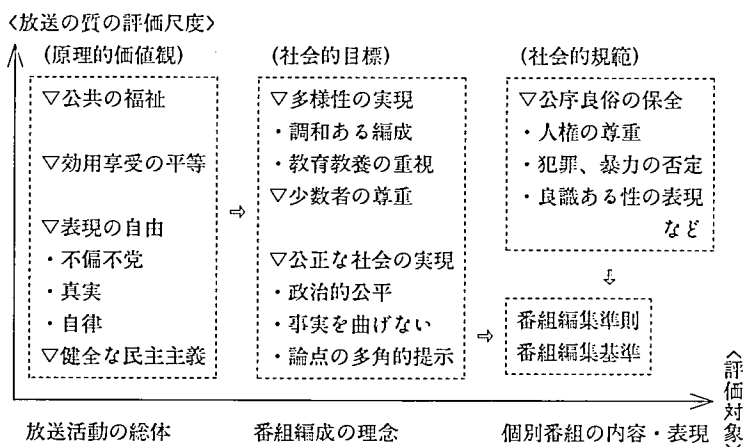 〈放送の質の評価尺度〉
(原理的価値観)
▽公共の福祉
▽効用享受の平等
▽表現の自由
・不偏不党
・真実
・自律
▽健全な民主主義
⇨
(社会的目標)
▽多様性の実現
・調和ある編成
・教育教養の重視
▽少数者の尊重
▽公正な社会の実現
・政治的公平
・事実を曲げない
・論点の多角的提示
⇨
(社会的規範)
▽公序良俗の保全
・人権の尊重
・犯罪、暴力の否定
・良識ある性の表現
など
⇩
番組編集準則
番組編集基準
〈評価対象〉
放送活動の総体
番組編成の理念
個別番組の内容・表現